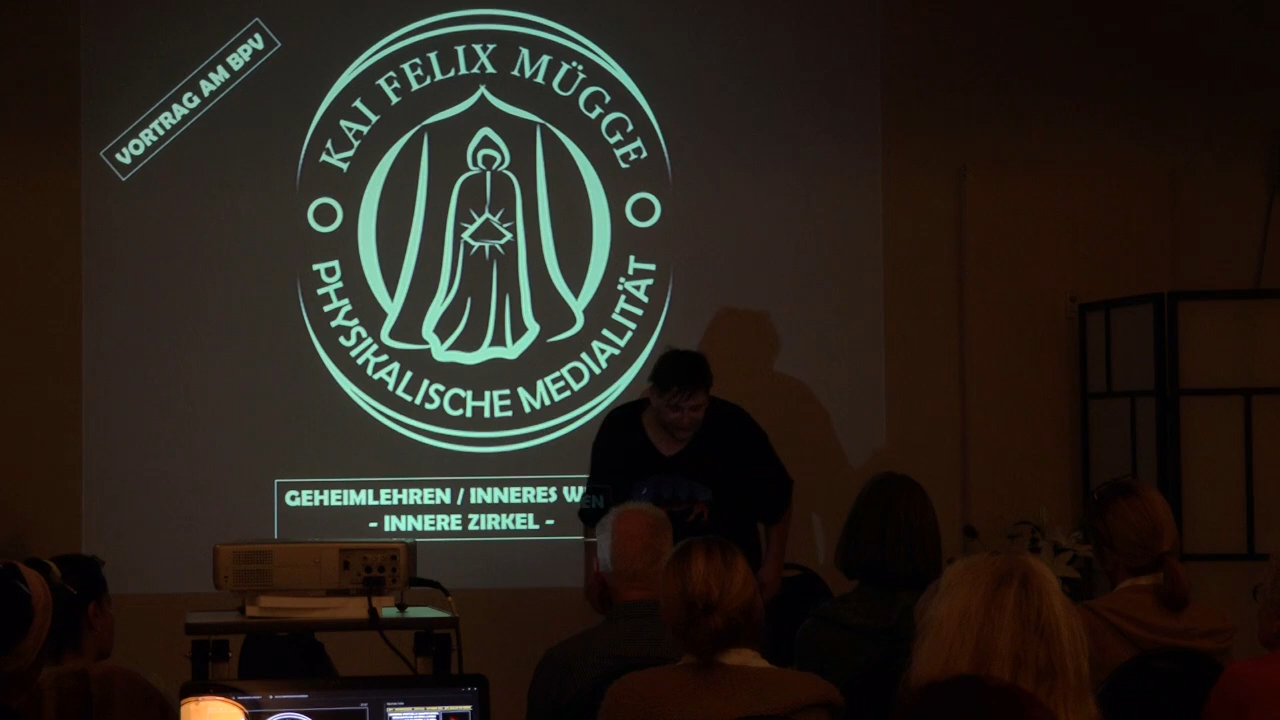 VORTRAG AM BPV
KAI FELIX MÜGGE
PHYSIKALISCHE MEDIALITÄT
GEHEIMLEHREN / INNERES
- INNERE ZIRKEL -